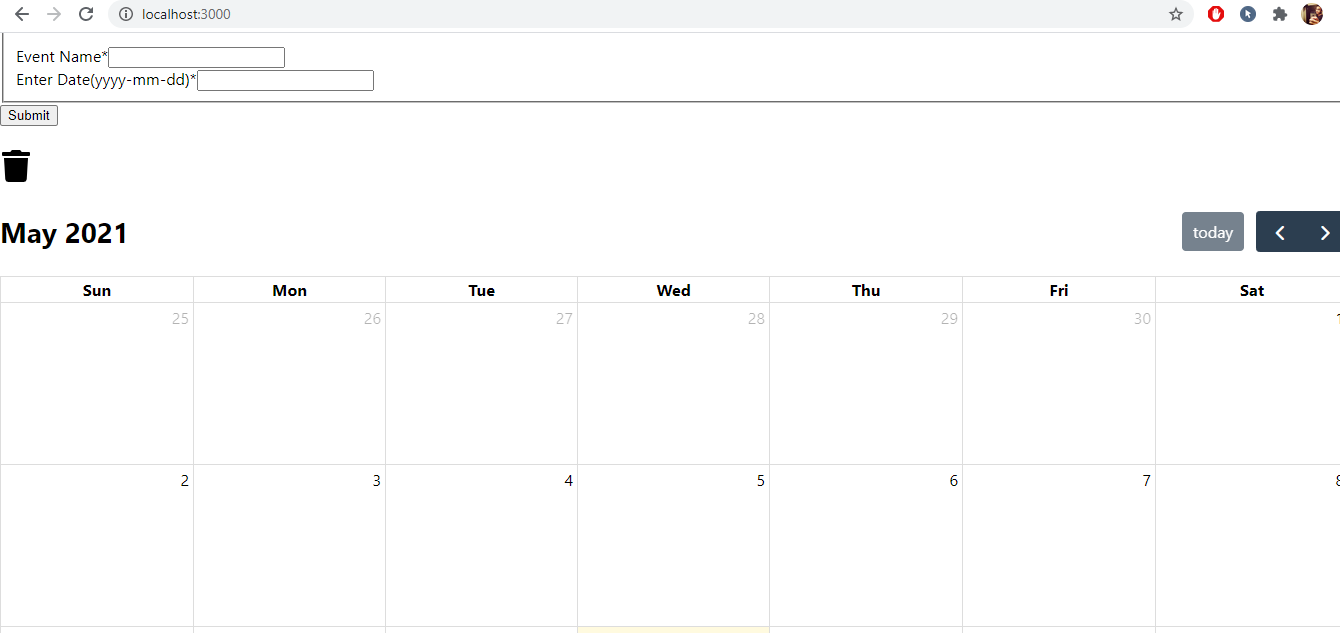 localhost:3000
Event Name*
Enter Date(yyyy-mm-dd)*
Submit
May 2021
today
Sun Mon Tue Wed Thu Fri Sat
25 26 27 28 29 30 1
2 3 4 5 6 7 8